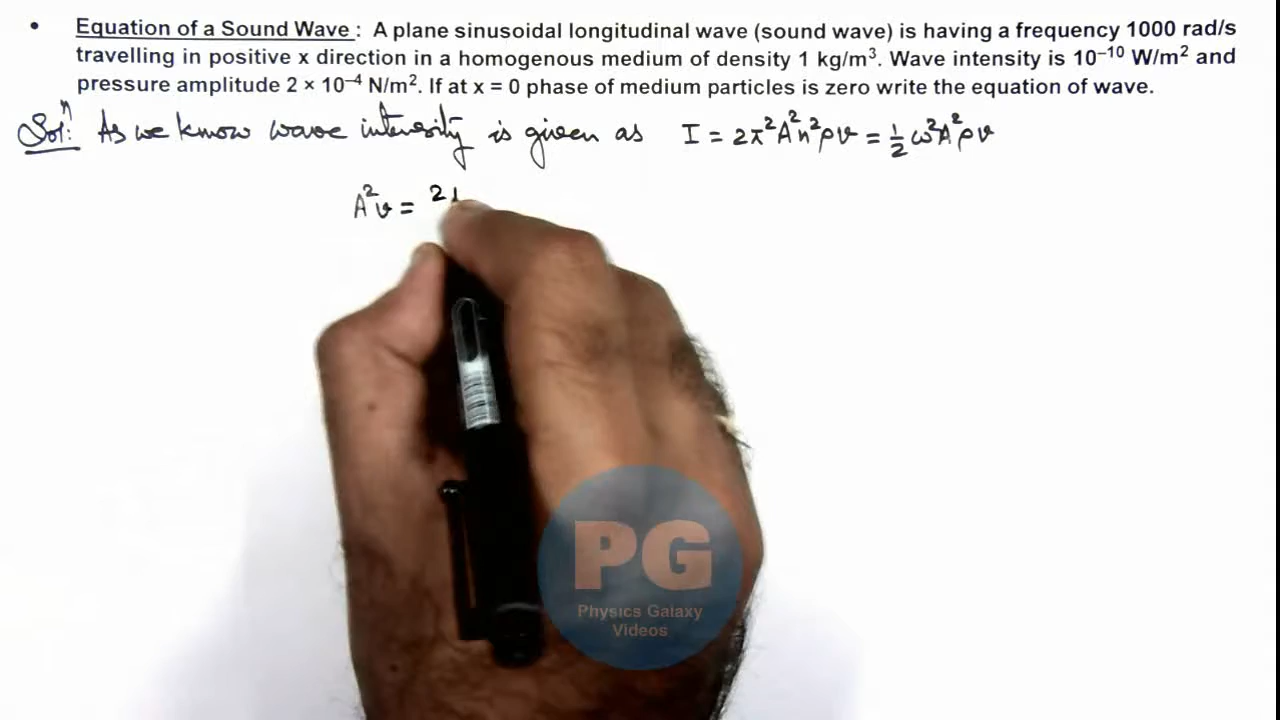 • Equation of a Sound Wave : A plane sinusoidal longitudinal wave (sound wave) is having a frequency 1000 rad/s
travelling in positive x direction in a homogenous medium of density 1 kg/m³. Wave intensity is 10⁻¹⁰ W/m² and
pressure amplitude 2 × 10⁻⁴ N/m². If at x = 0 phase of medium particles is zero write the equation of wave.
Solⁿ: As we know wave intensity is given as I = 2π²A²n²ρv = ½ω²A²ρv
A²v = 2
PG
Physics Galaxy
Videos